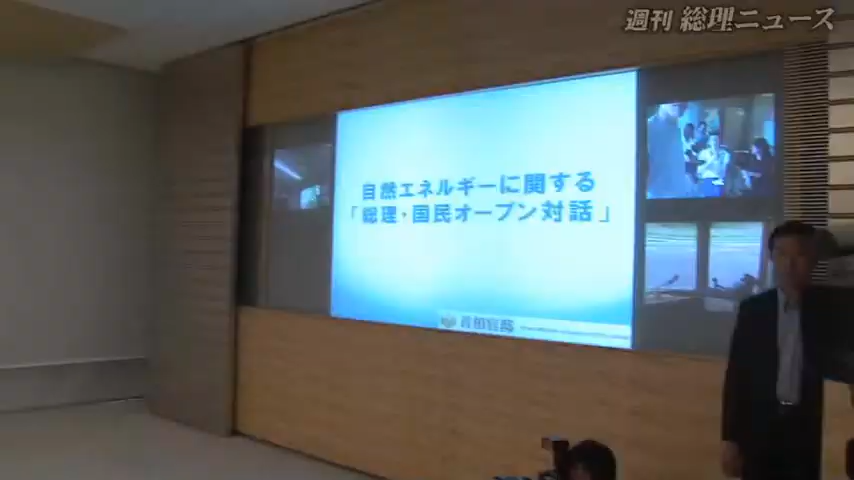 週刊 総理ニュース
自然エネルギーに関する
「総理・国民オープン対話」
首相官邸